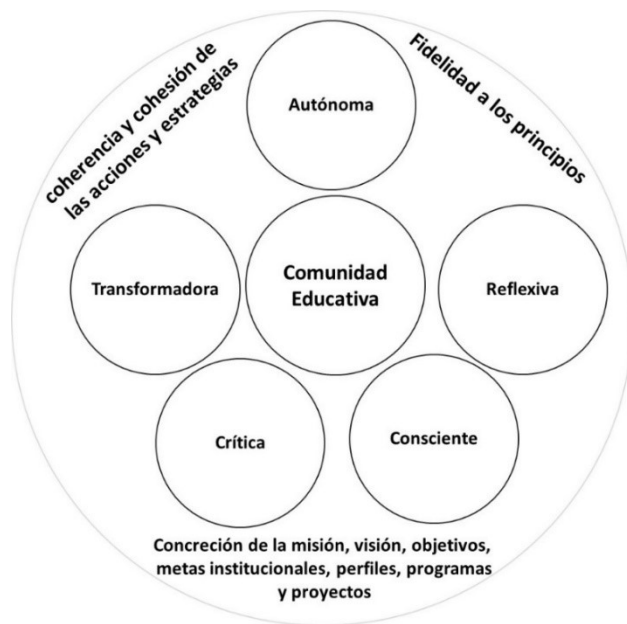 coherencia y cohesión de
las acciones y estrategias
Fidelidad a los principios
Autónoma
Transformadora
Comunidad
Educativa
Reflexiva
Crítica
Consciente
Concreción de la misión, visión, objetivos,
metas institucionales, perfiles, programas
y proyectos